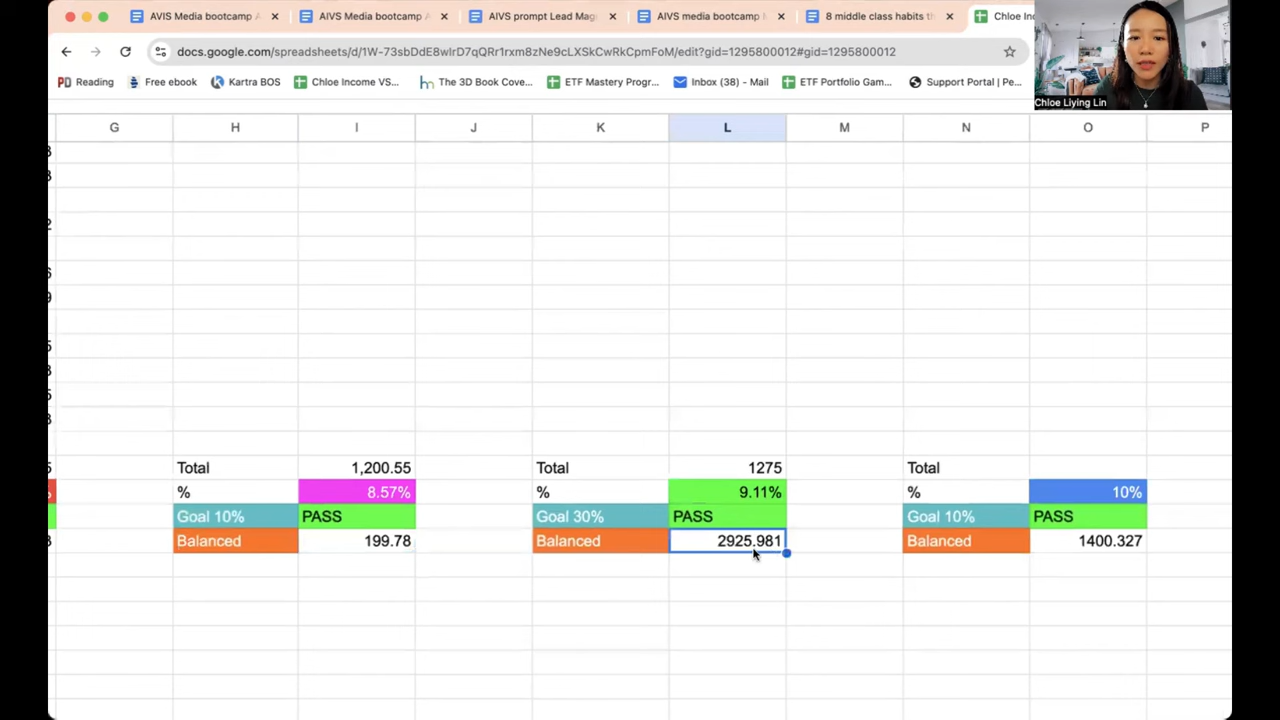 AVIS Media bootcamp A
AIVS Media bootcamp A
AIVS prompt Lead Mag
AIVS media bootcamp
8 middle class habits th
Chloe In
docs.google.com/spreadsheets/d/1W-73sbDdE8wIrD7qQRr1rxm8zNe9cLXSkCwRkCpmFoM/edit?gid=1295800012#gid=1295800012
PD Reading
Free ebook
Kartra BOS
Chloe Income VS...
The 3D Book Cove...
ETF Mastery Progr...
Inbox (38) - Mail
ETF Portfolio Gam...
Support Portal | Pe...
Chloe Liying Lin
G H I J K L M N O P
Total 1,200.55 Total 1275 Total
% 8.57% % 9.11% % 10%
Goal 10% PASS Goal 30% PASS Goal 10% PASS
Balanced 199.78 Balanced 2925.981 Balanced 1400.327